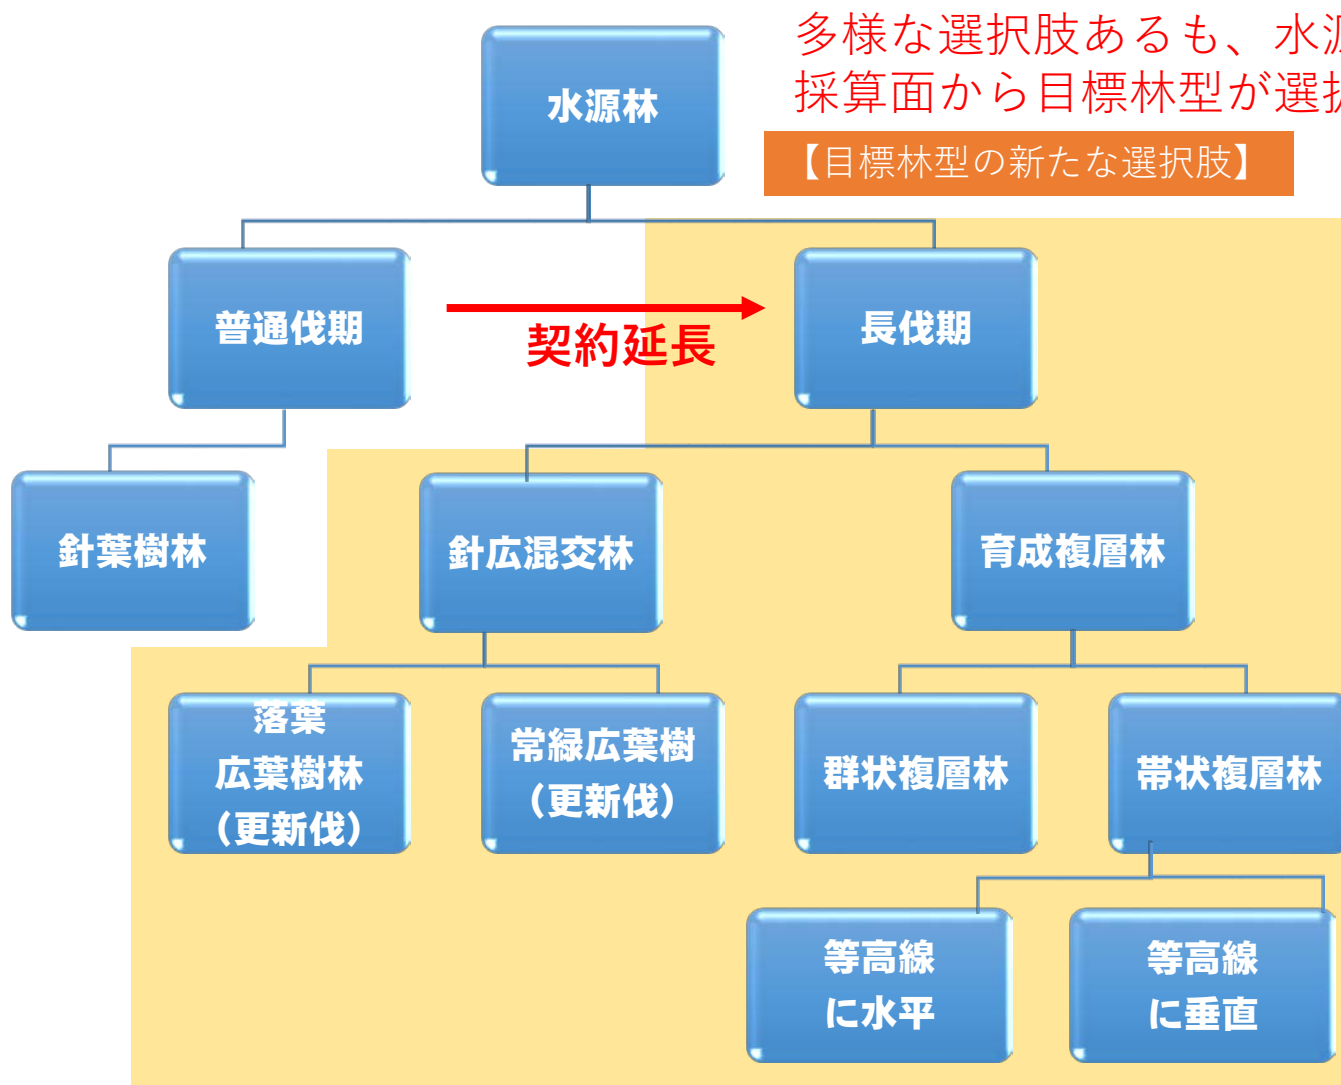 多様な選択肢あるも、水源
採算面から目標林型が選
【目標林型の新たな選択肢】
水源林
普通伐期
契約延長
長伐期
針葉樹林
針広混交林
育成複層林
落葉
広葉樹林
（更新伐）
常緑広葉樹
（更新伐）
群状複層林
帯状複層林
等高線
に水平
等高線
に垂直